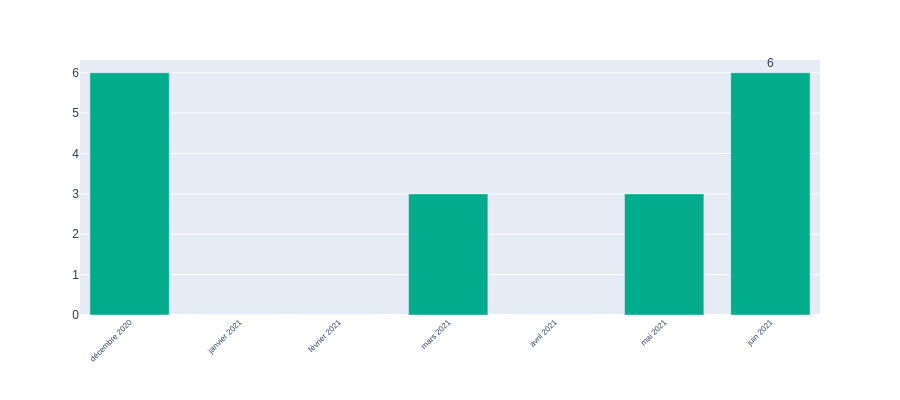 6
6
5
4
3
2
1
0
décembre 2020
janvier 2021
février 2021
mars 2021
avril 2021
mai 2021
juin 2021